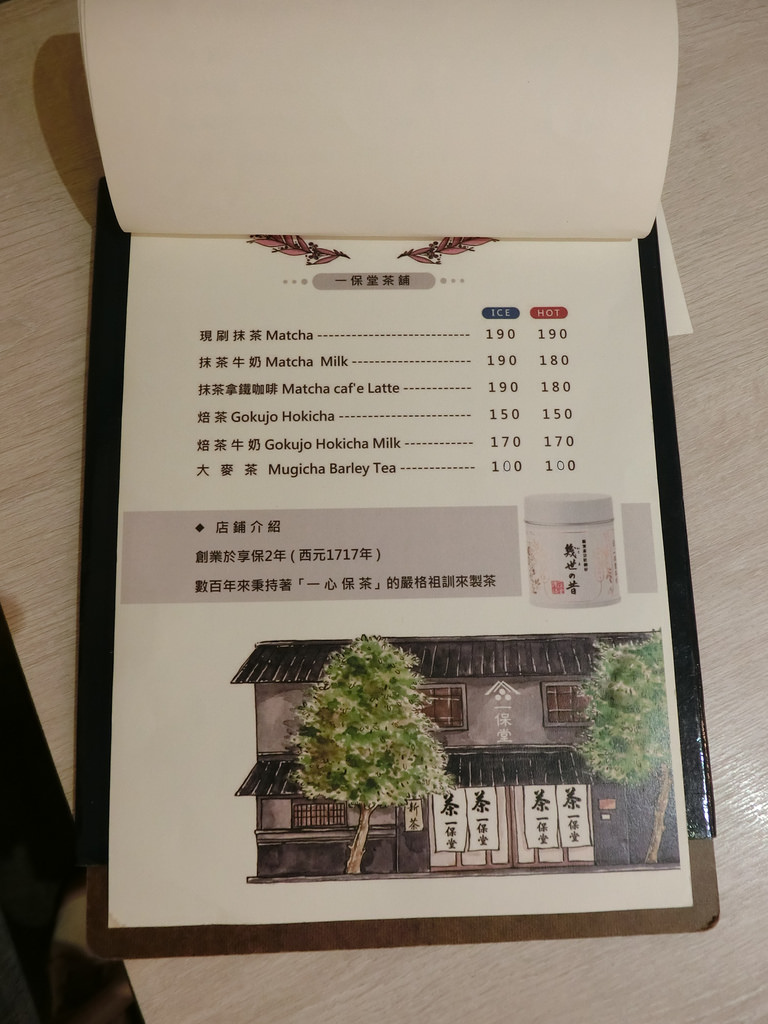 一保堂茶舖
ICE HOT
現刷抹茶 Matcha ---------------------------- 190 190
抹茶牛奶 Matcha Milk ---------------------- 190 180
抹茶拿鐵咖啡 Matcha caf'e Latte ------------ 190 180
焙茶 Gokujo Hokicha ------------------------- 150 150
焙茶牛奶 Gokujo Hokicha Milk ------------- 170 170
大麥茶 Mugicha Barley Tea -------------- 100 100
◆ 店鋪介紹
創業於享保2年 ( 西元1717年 )
數百年來秉持著「一心保茶」的嚴格祖訓來製茶
幾世の昔
一保堂
新茶
茶 一保堂
茶 一保堂
茶 一保堂
茶 一保堂